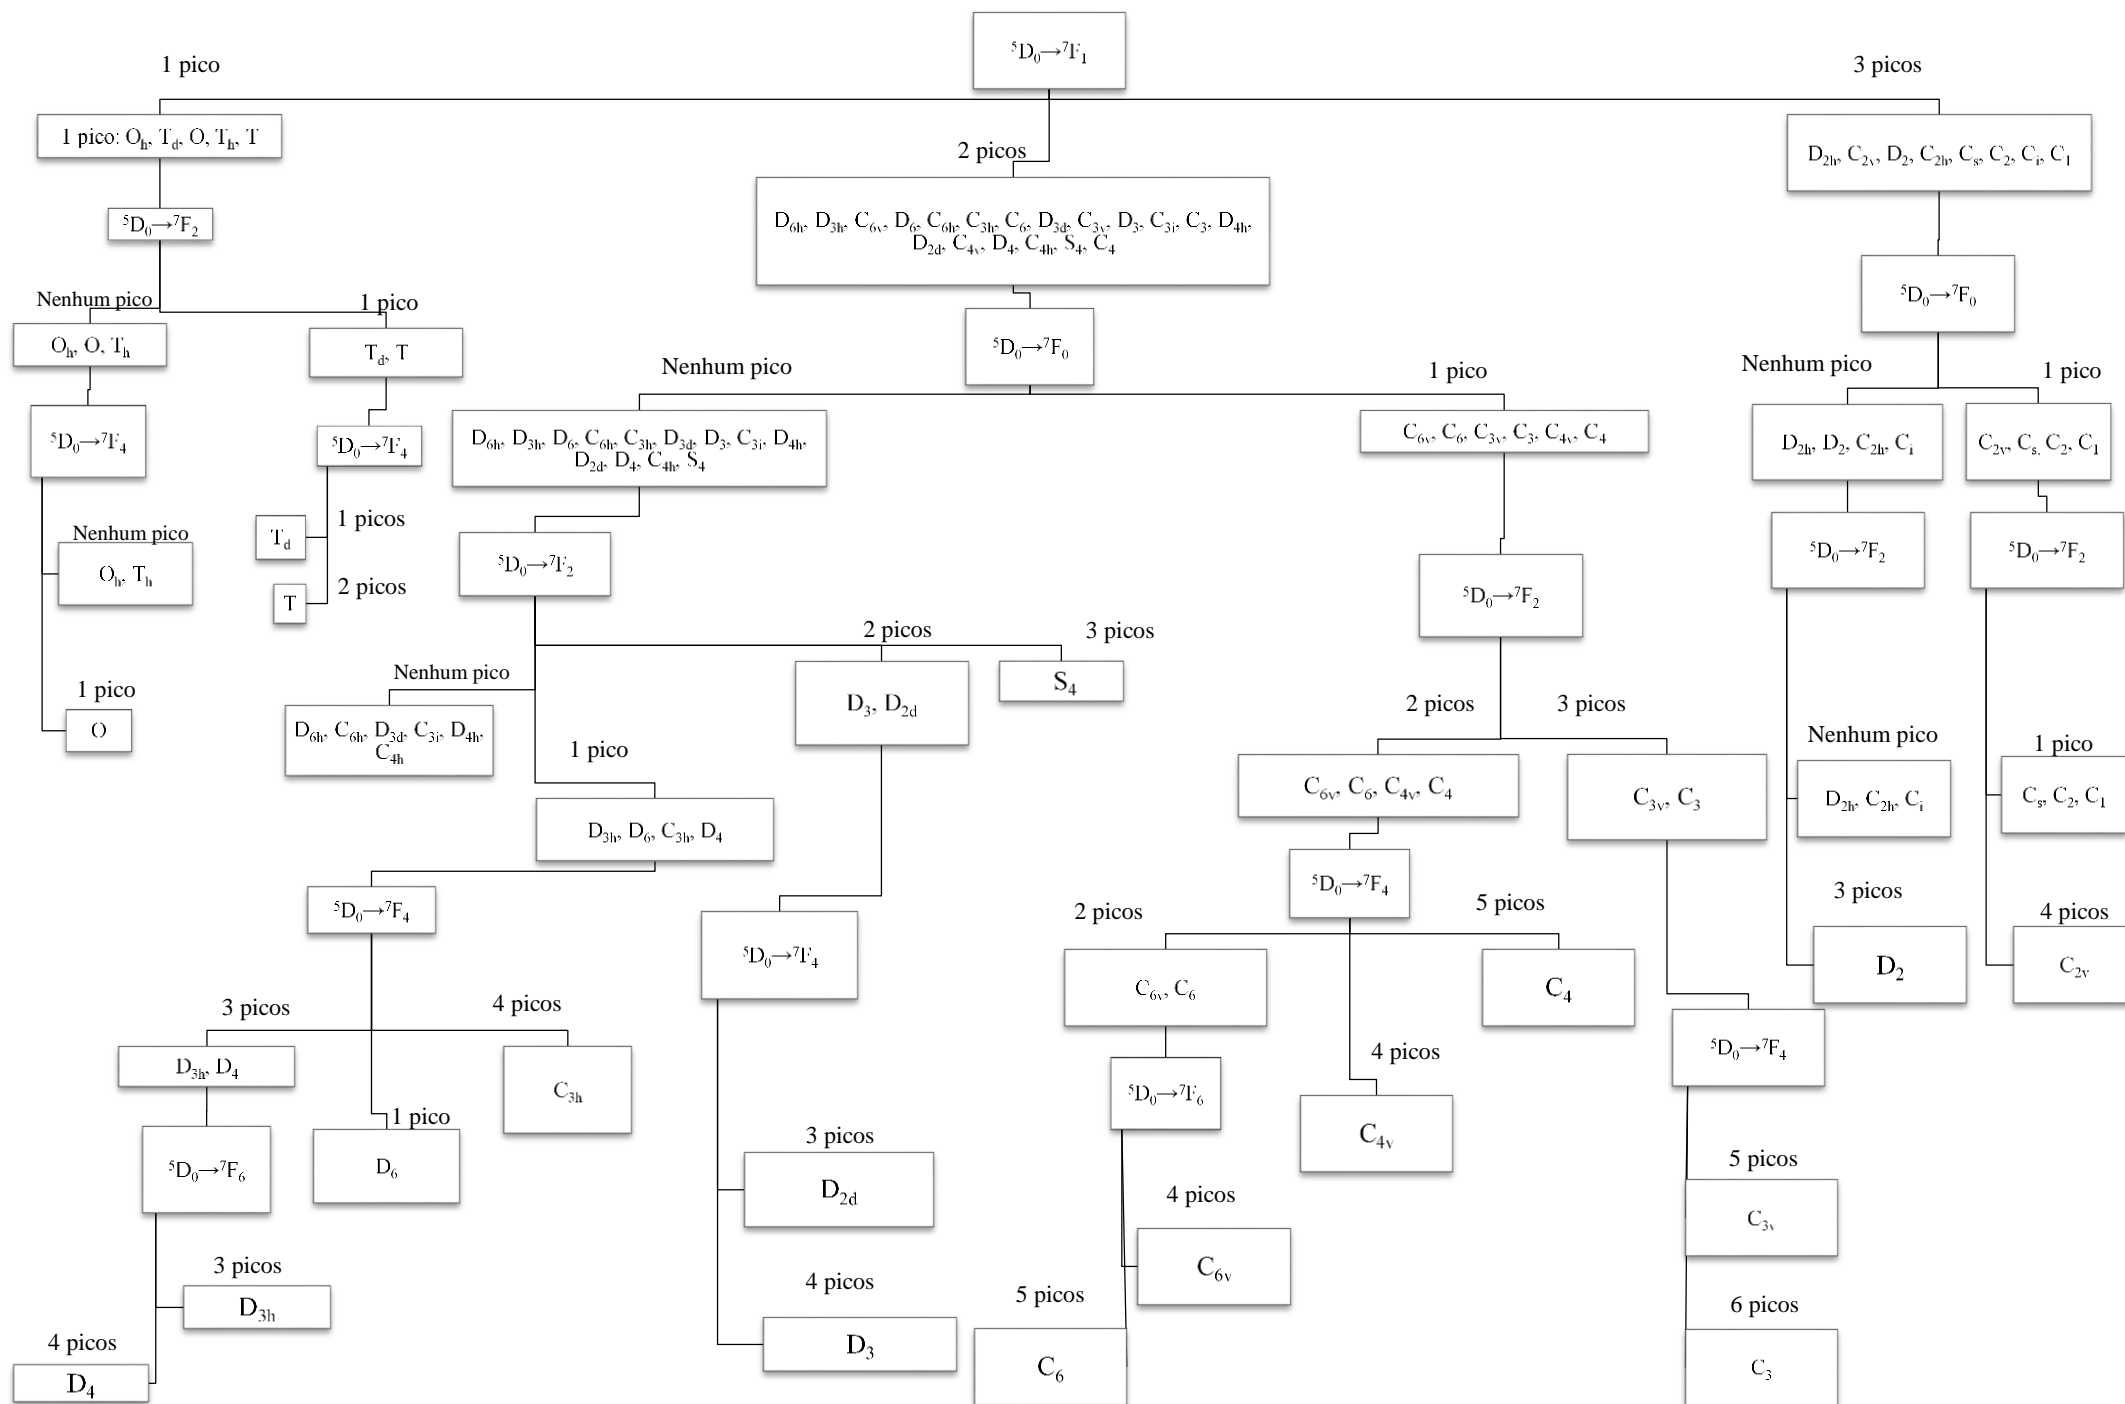 ⁵D₀→⁷F₁
1 pico
3 picos
1 pico: Oₕ, T_d, O, Tₕ, T
2 picos
D₂ₕ, C₂ᵥ, D₂, C₂ₕ, Cₛ, C₂, Cᵢ, C₁
⁵D₀→⁷F₂
D₆ₕ, D₃ₕ, C₆ᵥ, D₆, C₆ₕ, C₃ₕ, C₆, D₃d, C₃ᵥ, D₃, C₃ᵢ, C₃, D₄ₕ,
D₂d, C₄ᵥ, D₄, C₄ₕ, S₄, C₄
⁵D₀→⁷F₀
Nenhum pico
1 pico
Oₕ, O, Tₕ
T_d, T
⁵D₀→⁷F₀
Nenhum pico
1 pico
Nenhum pico
1 pico
⁵D₀→⁷F₄
⁵D₀→⁷F₄
D₆ₕ, D₃ₕ, D₆, C₆ₕ, C₃ₕ, D₃d, D₃, C₃ᵢ, D₄ₕ,
D₂d, D₄, C₄ₕ, S₄
C₆ᵥ, C₆, C₃ᵥ, C₃, C₄ᵥ, C₄
D₂ₕ, D₂, C₂ₕ, Cᵢ
C₂ᵥ, Cₛ, C₂, C₁
Nenhum pico
Oₕ, Tₕ
1 pico
O
1 picos
T_d
2 picos
T
⁵D₀→⁷F₂
⁵D₀→⁷F₂
⁵D₀→⁷F₂
⁵D₀→⁷F₂
2 picos
3 picos
Nenhum pico
D₃, D₂d
S₄
D₆ₕ, C₆ₕ, D₃d, C₃ᵢ, D₄ₕ,
C₄ₕ
1 pico
D₃ₕ, D₆, C₃ₕ, D₄
2 picos
3 picos
C₆ᵥ, C₆, C₄ᵥ, C₄
C₃ᵥ, C₃
Nenhum pico
D₂ₕ, C₂ₕ, Cᵢ
1 pico
Cₛ, C₂, C₁
3 picos
D₂
4 picos
C₂ᵥ
⁵D₀→⁷F₄
⁵D₀→⁷F₄
⁵D₀→⁷F₄
2 picos
5 picos
C₆ᵥ, C₆
C₄
⁵D₀→⁷F₄
3 picos
4 picos
D₃ₕ, D₄
C₃ₕ
1 pico
D₆
⁵D₀→⁷F₆
⁵D₀→⁷F₆
4 picos
C₄ᵥ
3 picos
D₂d
4 picos
D₃
4 picos
C₆ᵥ
5 picos
C₆
5 picos
C₃ᵥ
6 picos
C₃
3 picos
D₃ₕ
4 picos
D₄